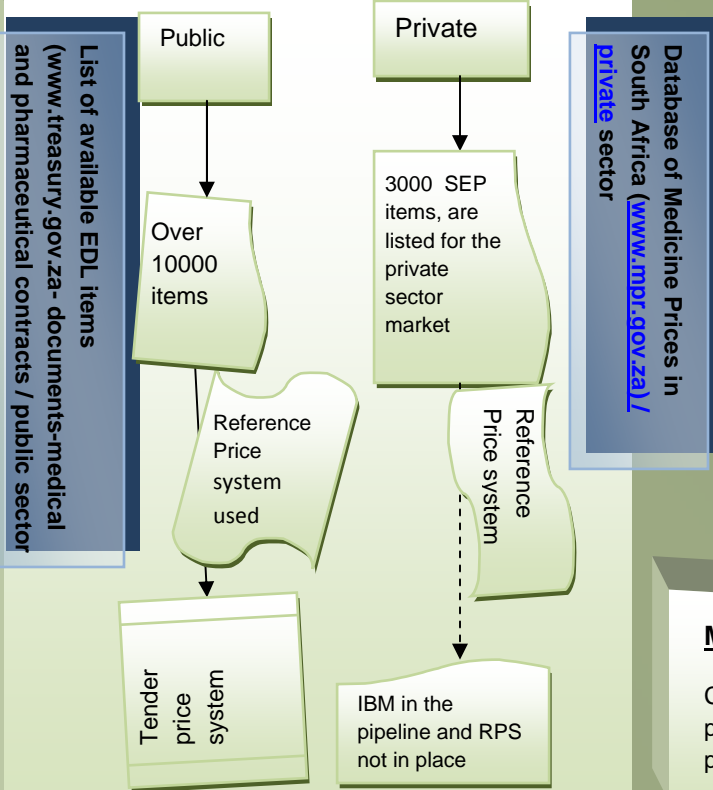 List of available EDL items
(www.treasury.gov.za- documents-medical
and pharmaceutical contracts / public sector
Public
Over
10000
items
Reference
Price
system
used
Tender
price
system
Private
3000 SEP
items, are
listed for the
private
sector
market
Reference
Price system
IBM in the
pipeline and RPS
not in place
Database of Medicine Prices in
South Africa (www.mpr.gov.za) /
private sector